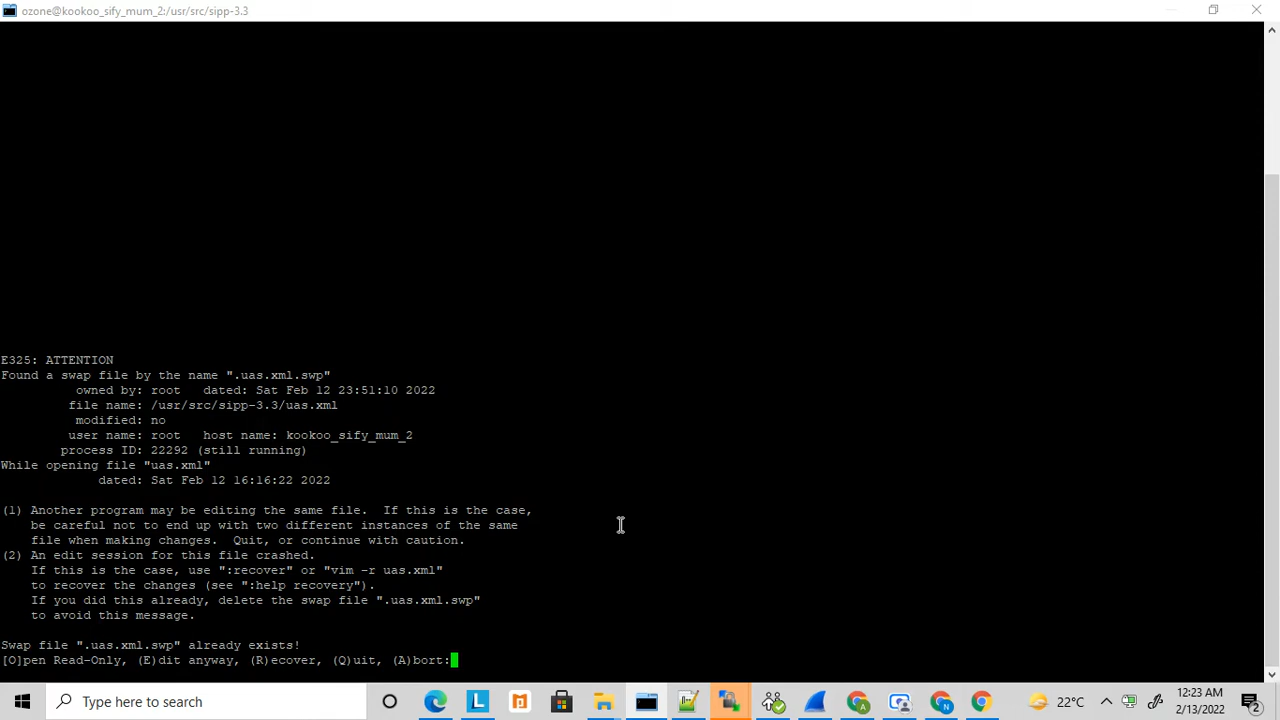 ozone@kookoo_sify_mum_2:/usr/src/sipp-3.3
E325: ATTENTION
Found a swap file by the name ".uas.xml.swp"
owned by: root   dated: Sat Feb 12 23:51:10 2022
file name: /usr/src/sipp-3.3/uas.xml
modified: no
user name: root   host name: kookoo_sify_mum_2
process ID: 22292 (still running)
While opening file "uas.xml"
dated: Sat Feb 12 16:16:22 2022
(1) Another program may be editing the same file.  If this is the case,
be careful not to end up with two different instances of the same
file when making changes.  Quit, or continue with caution.
(2) An edit session for this file crashed.
If this is the case, use ":recover" or "vim -r uas.xml"
to recover the changes (see ":help recovery").
If you did this already, delete the swap file ".uas.xml.swp"
to avoid this message.
Swap file ".uas.xml.swp" already exists!
[O]pen Read-Only, (E)dit anyway, (R)ecover, (Q)uit, (A)bort:
Type here to search
22°C
12:23 AM
2/13/2022
2